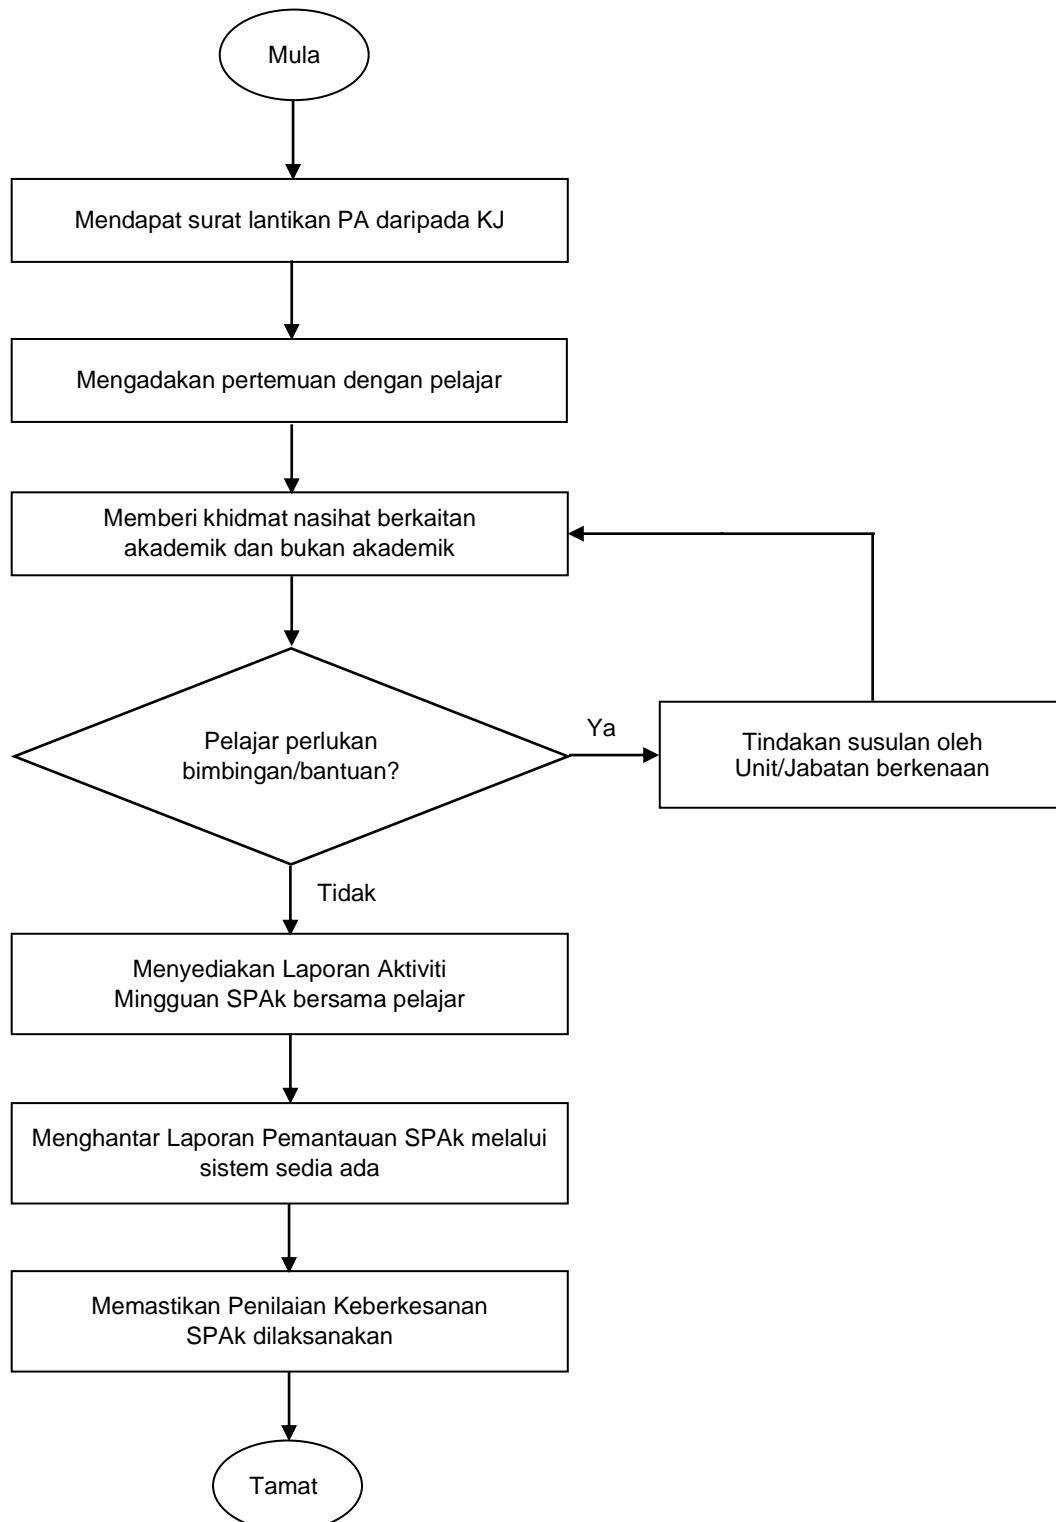 Mula
Mendapat surat lantikan PA daripada KJ
Mengadakan pertemuan dengan pelajar
Memberi khidmat nasihat berkaitan
akademik dan bukan akademik
Pelajar perlukan
bimbingan/bantuan?
Ya
Tindakan susulan oleh
Unit/Jabatan berkenaan
Tidak
Menyediakan Laporan Aktiviti
Mingguan SPAk bersama pelajar
Menghantar Laporan Pemantauan SPAk melalui
sistem sedia ada
Memastikan Penilaian Keberkesanan
SPAk dilaksanakan
Tamat